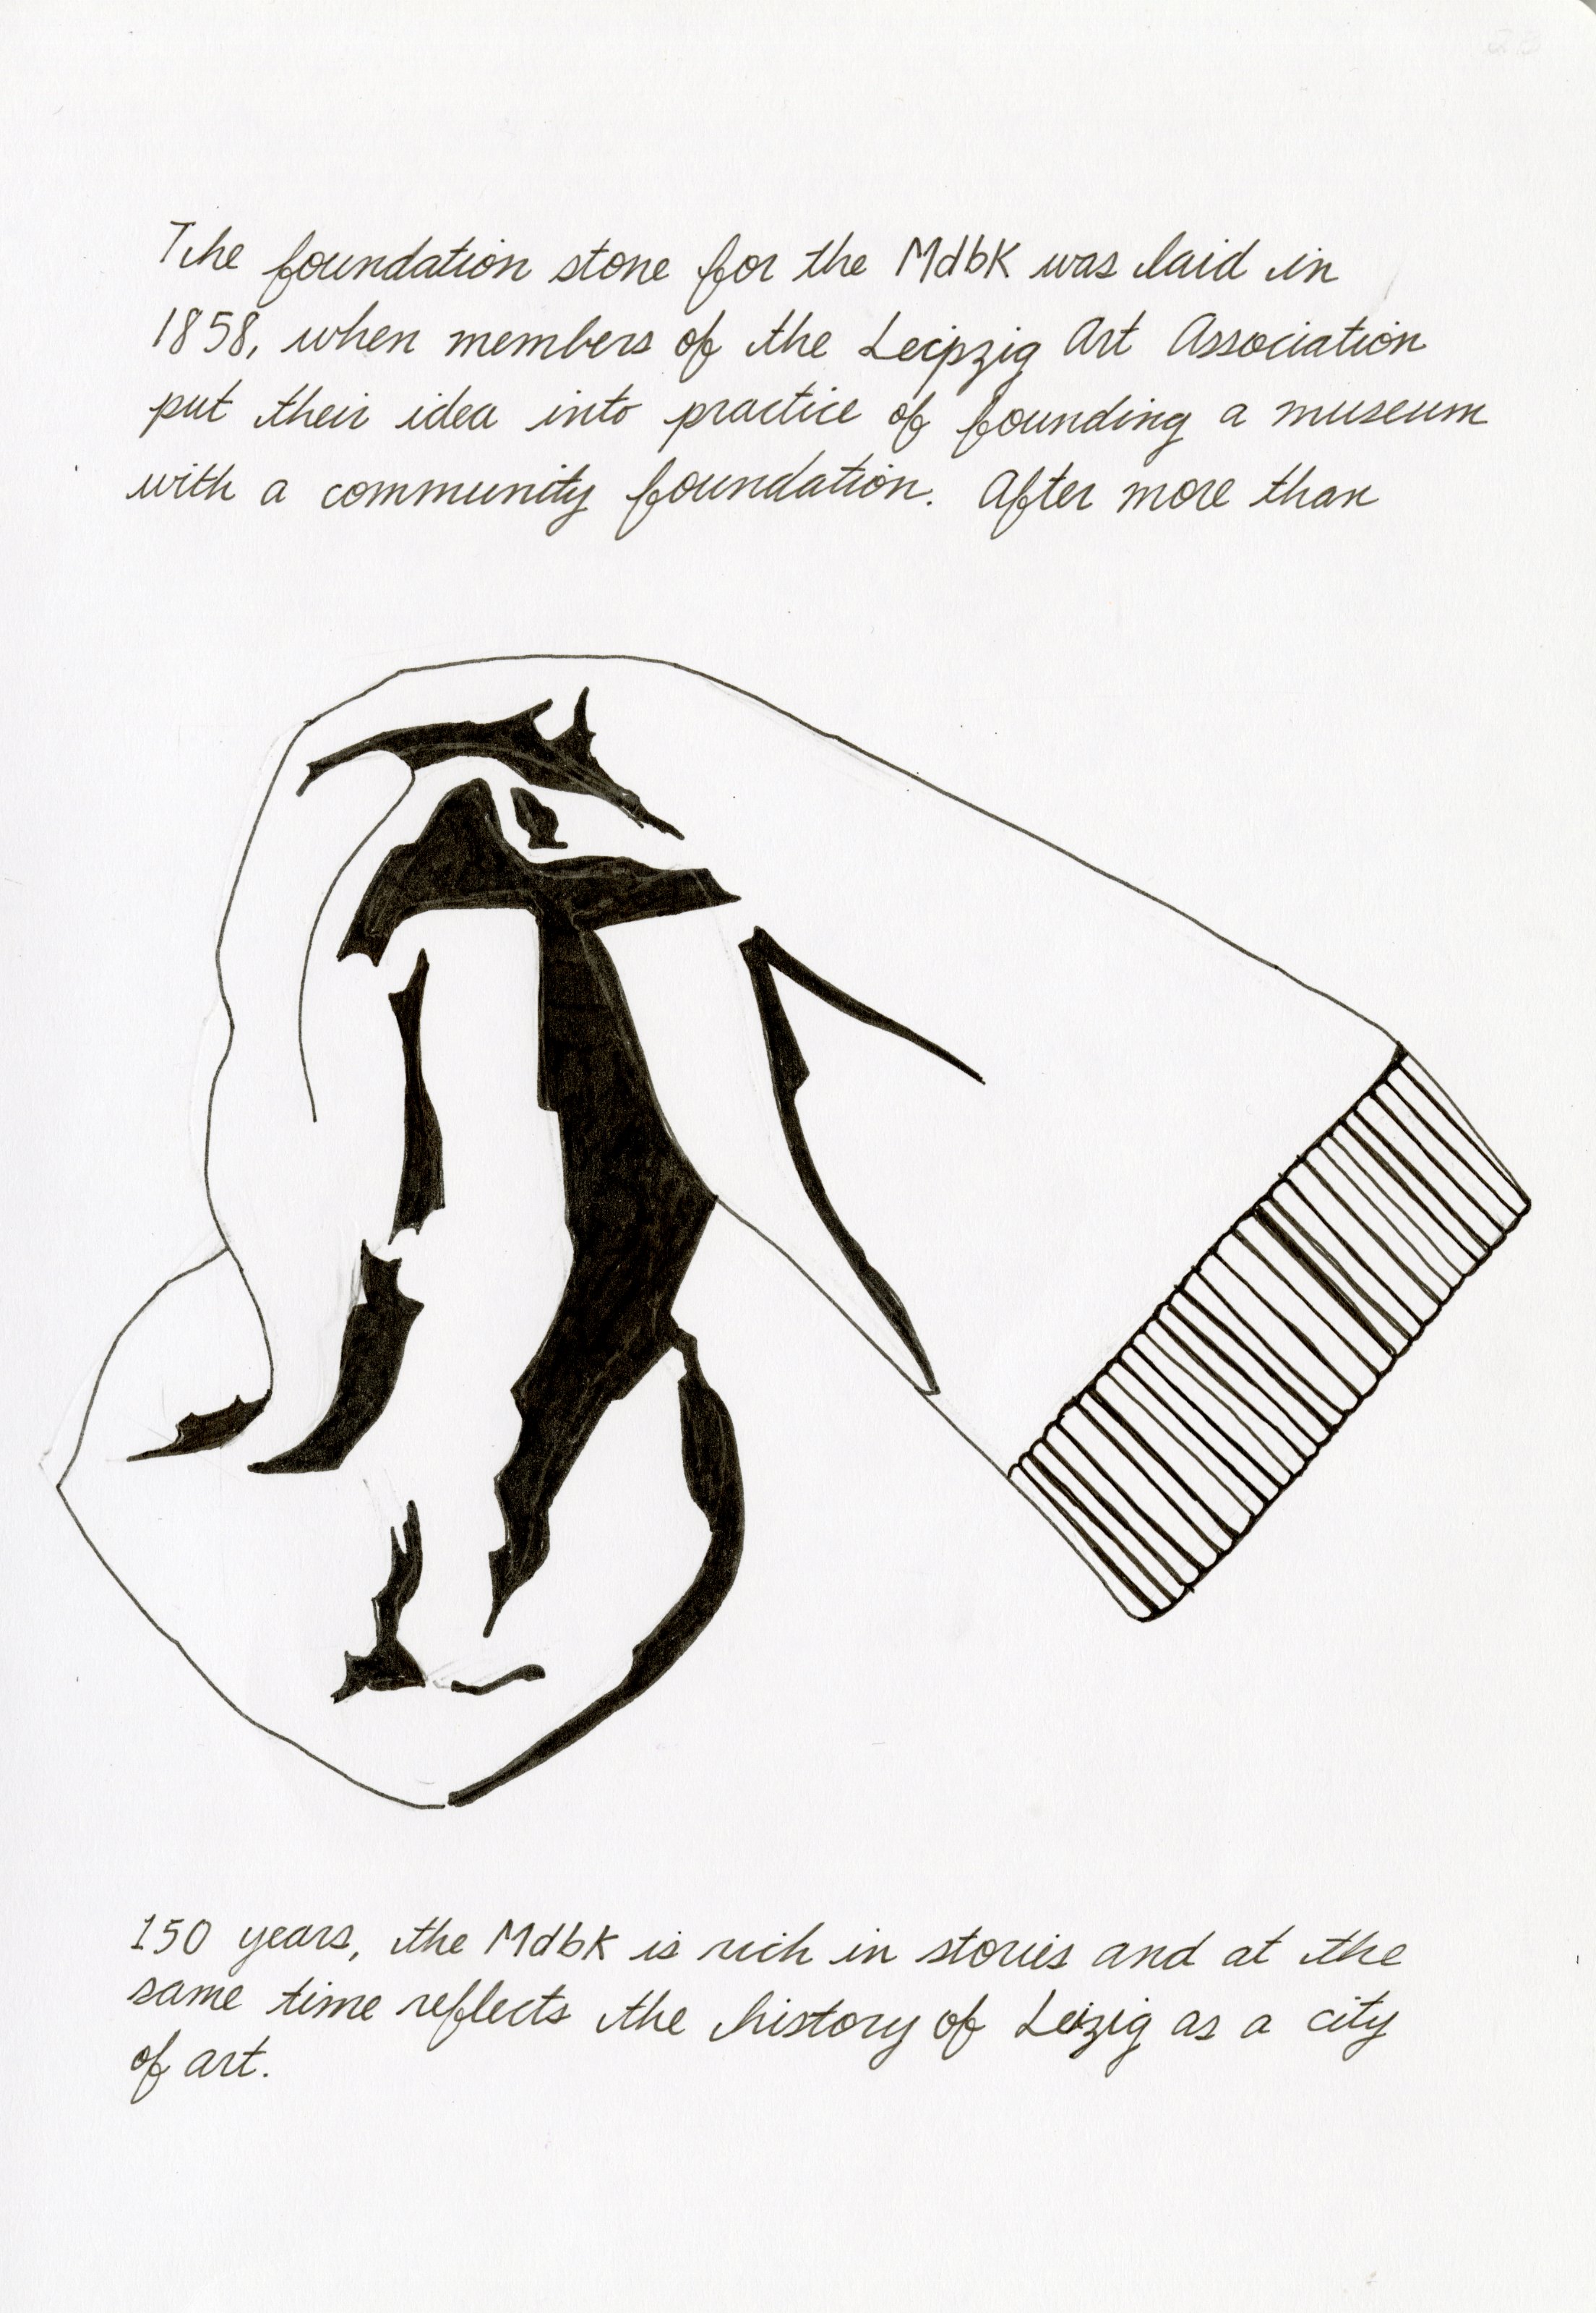 The foundation stone for the MdbK was laid in
1858, when members of the Leipzig Art Association
put their idea into practice of founding a museum
with a community foundation. After more than
150 years, the MdbK is rich in stories and at the
same time reflects the history of Leizig as a city
of art.